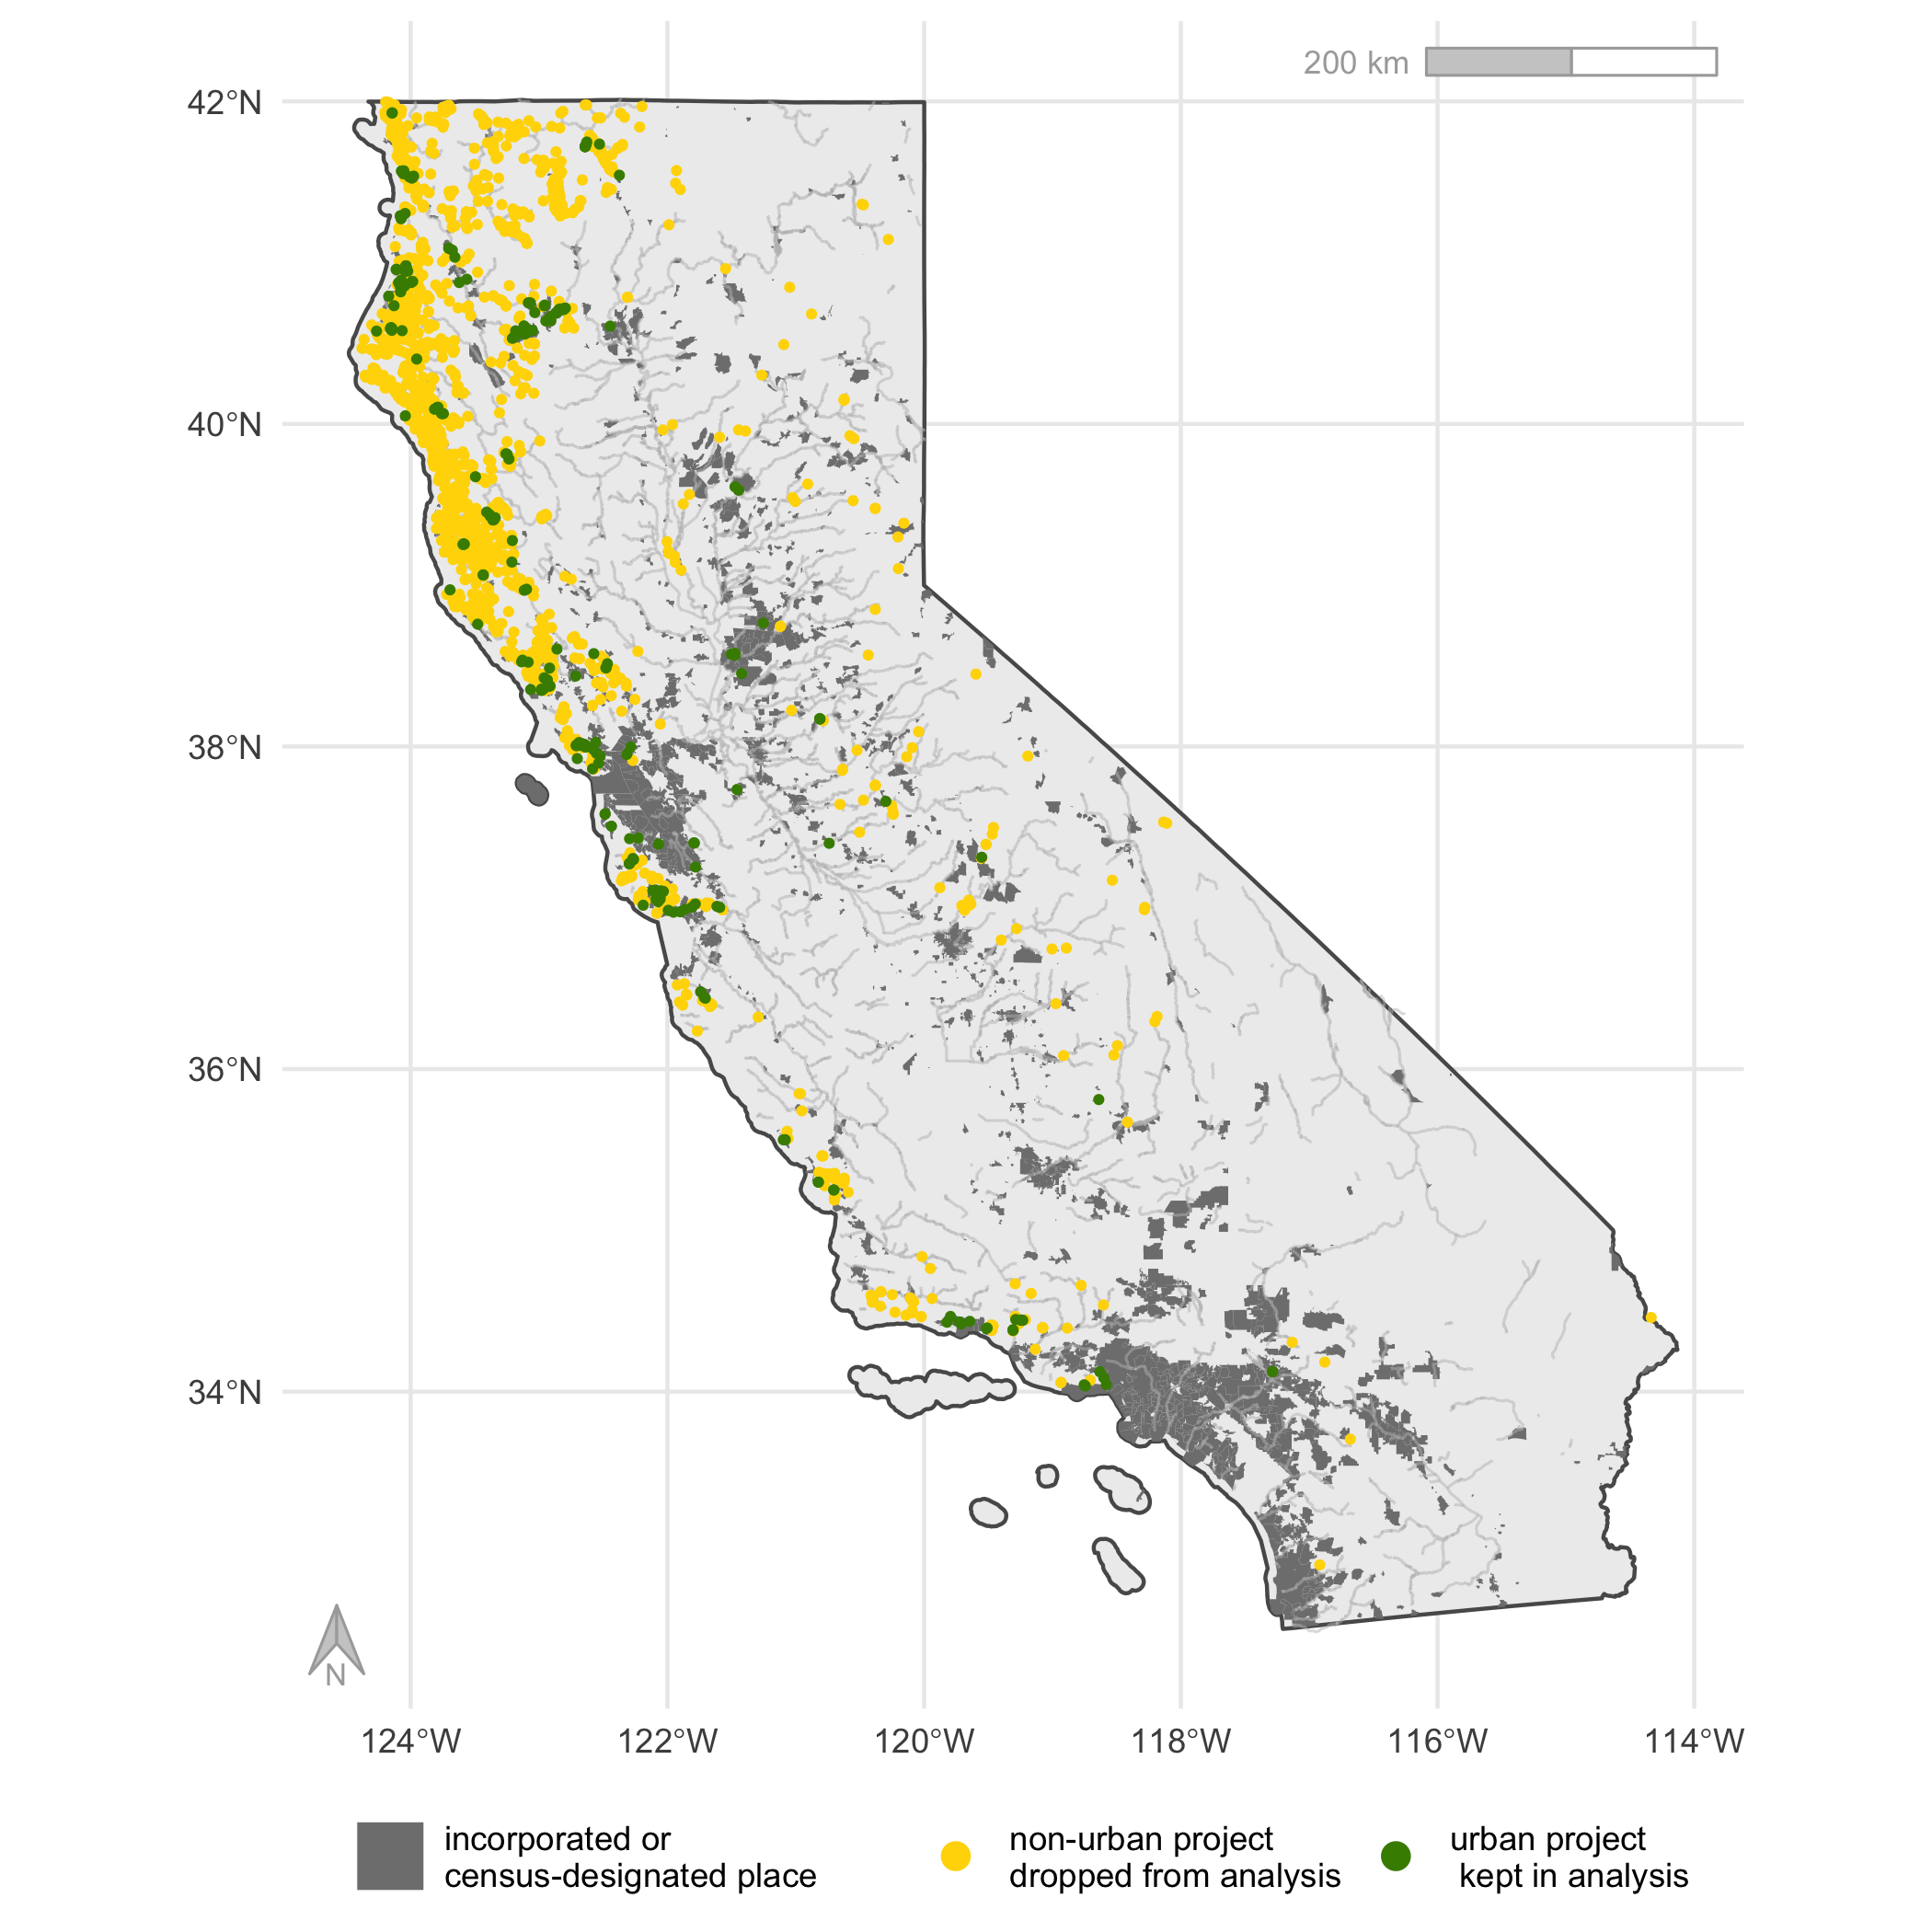 200 km
42°N
40°N
38°N
36°N
34°N
N
124°W 122°W 120°W 118°W 116°W 114°W
incorporated or
census-designated place
non-urban project
dropped from analysis
urban project
kept in analysis